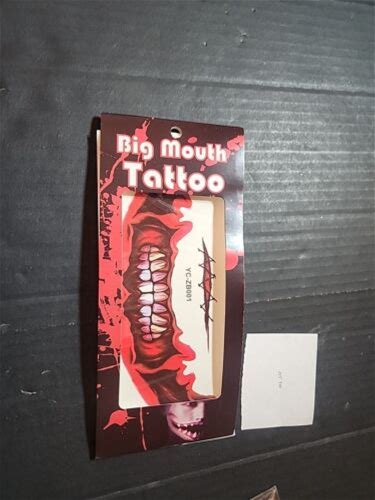 Big Mouth
Tattoo
YC-ZB001